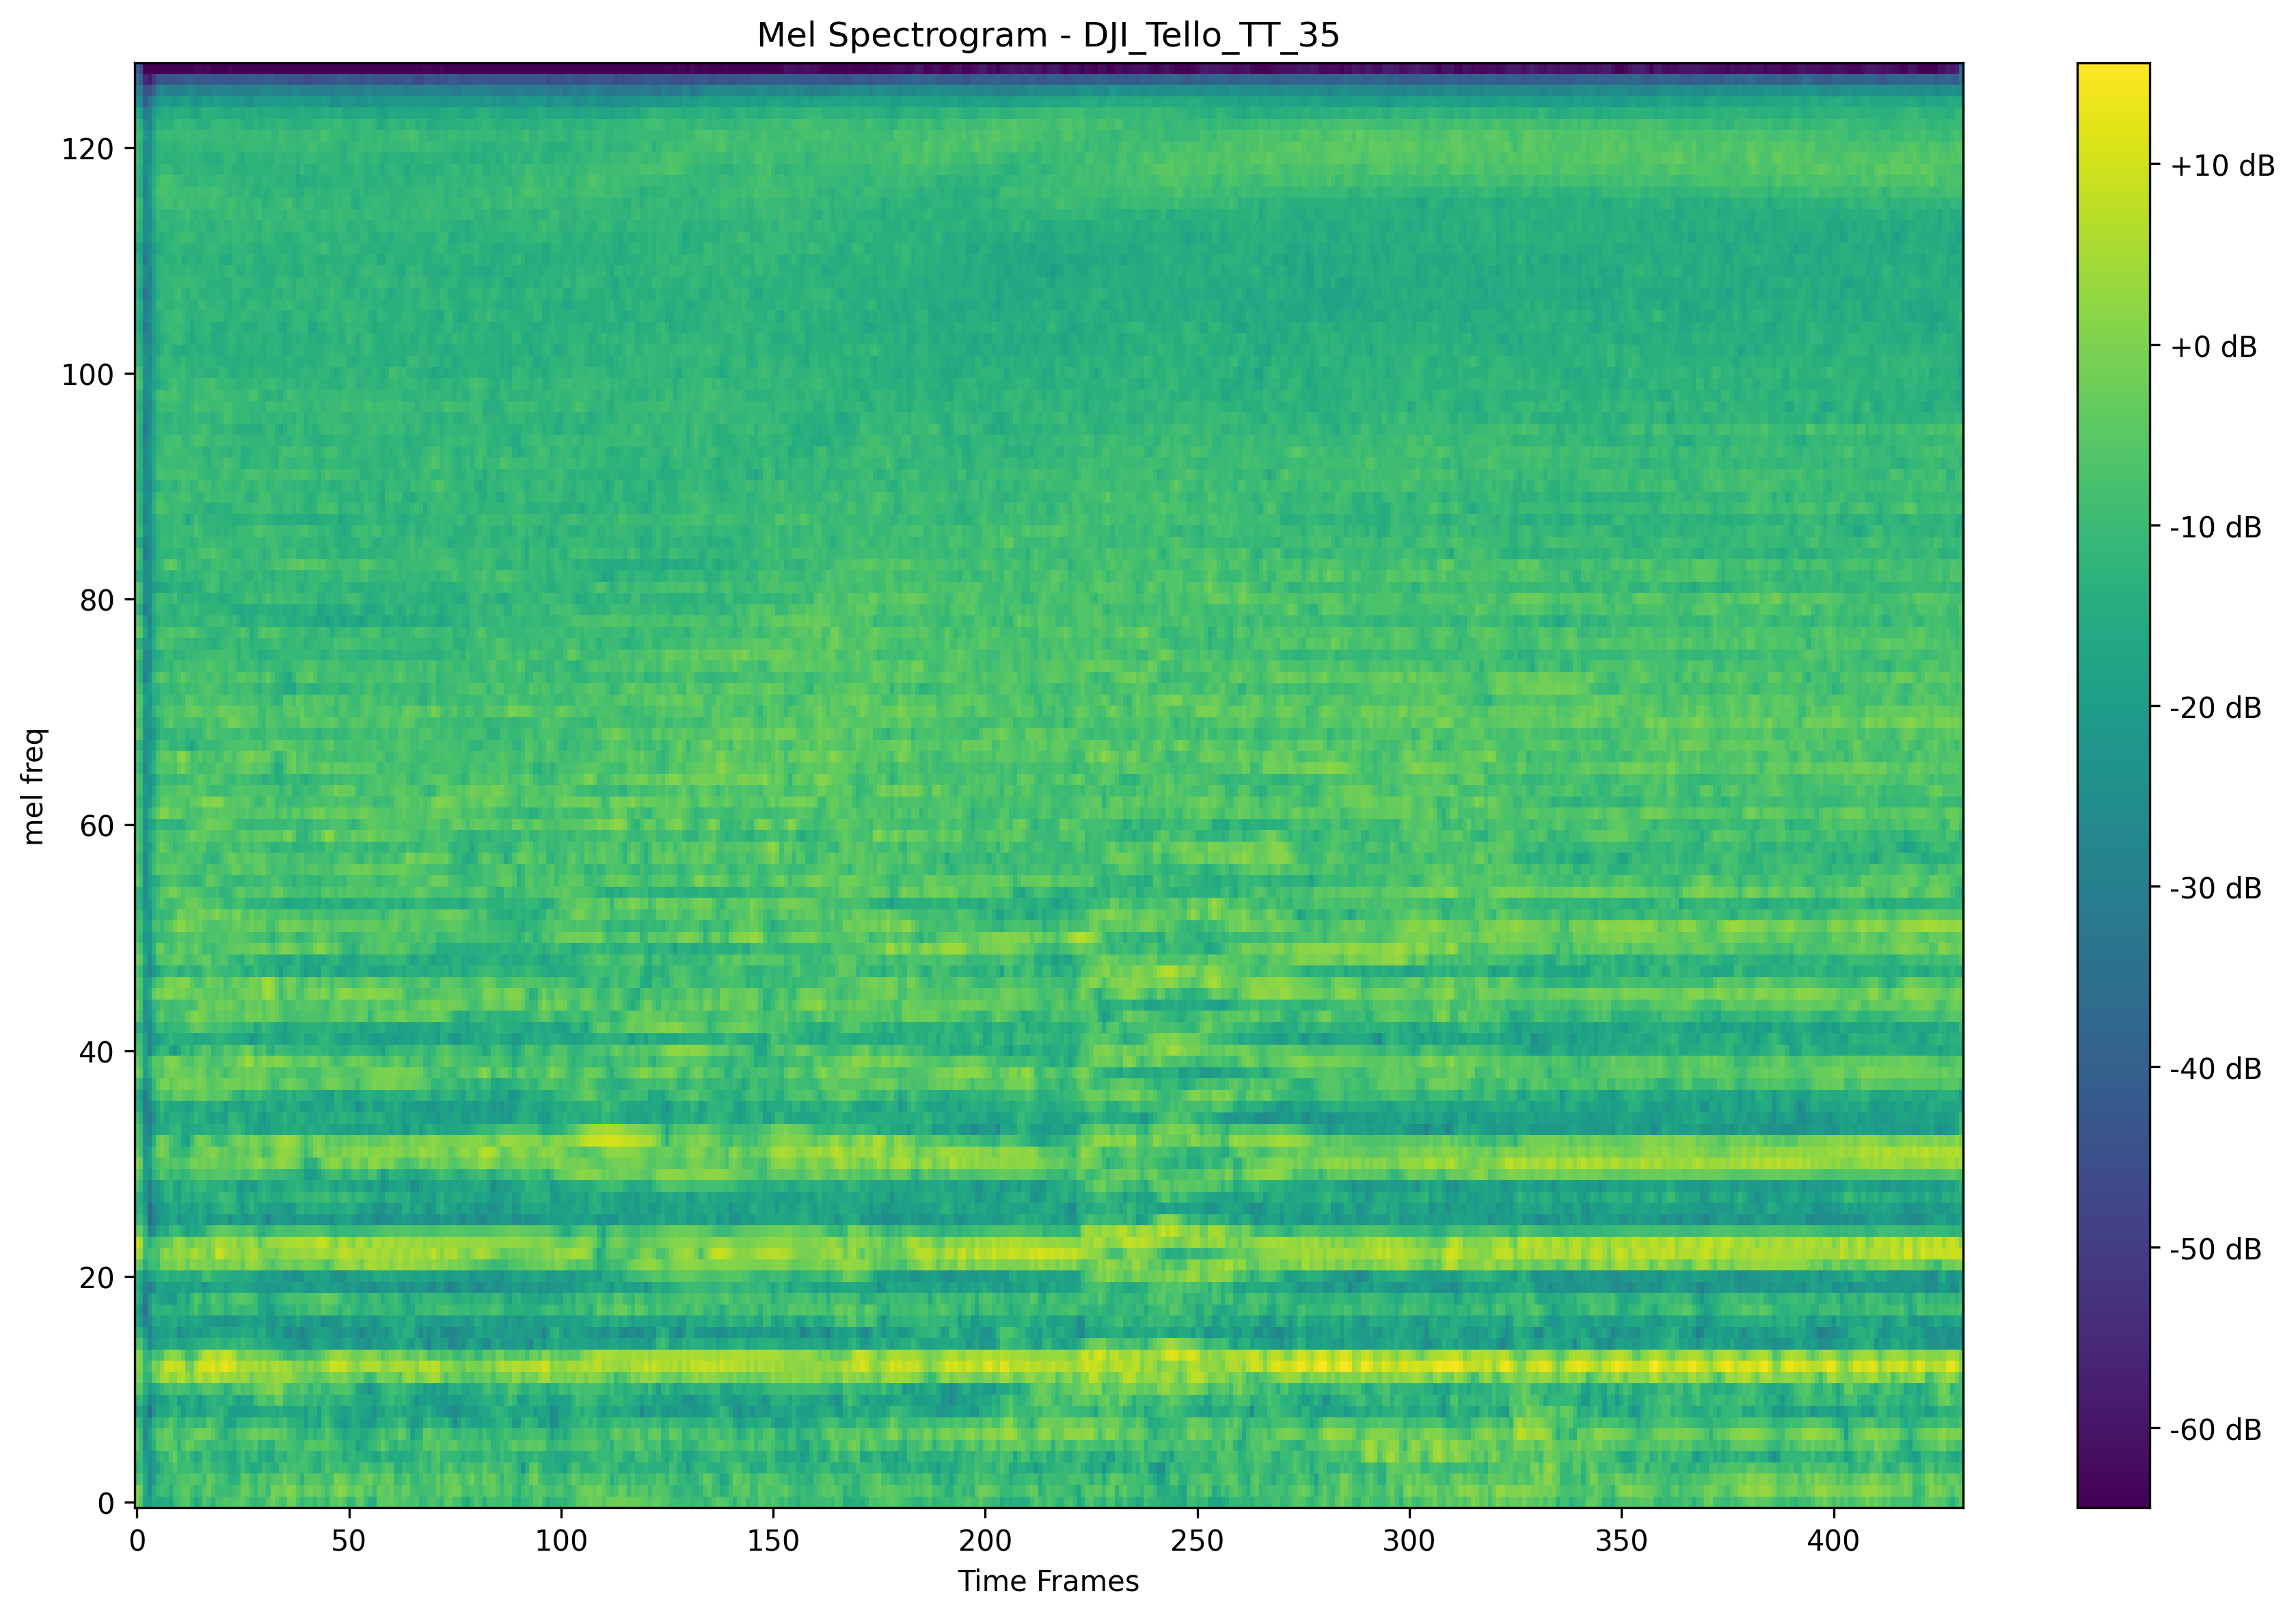 Mel Spectrogram - DJI_Tello_TT_35
mel freq
120
100
80
60
40
20
0
0 50 100 150 200 250 300 350 400
Time Frames
+10 dB
+0 dB
-10 dB
-20 dB
-30 dB
-40 dB
-50 dB
-60 dB